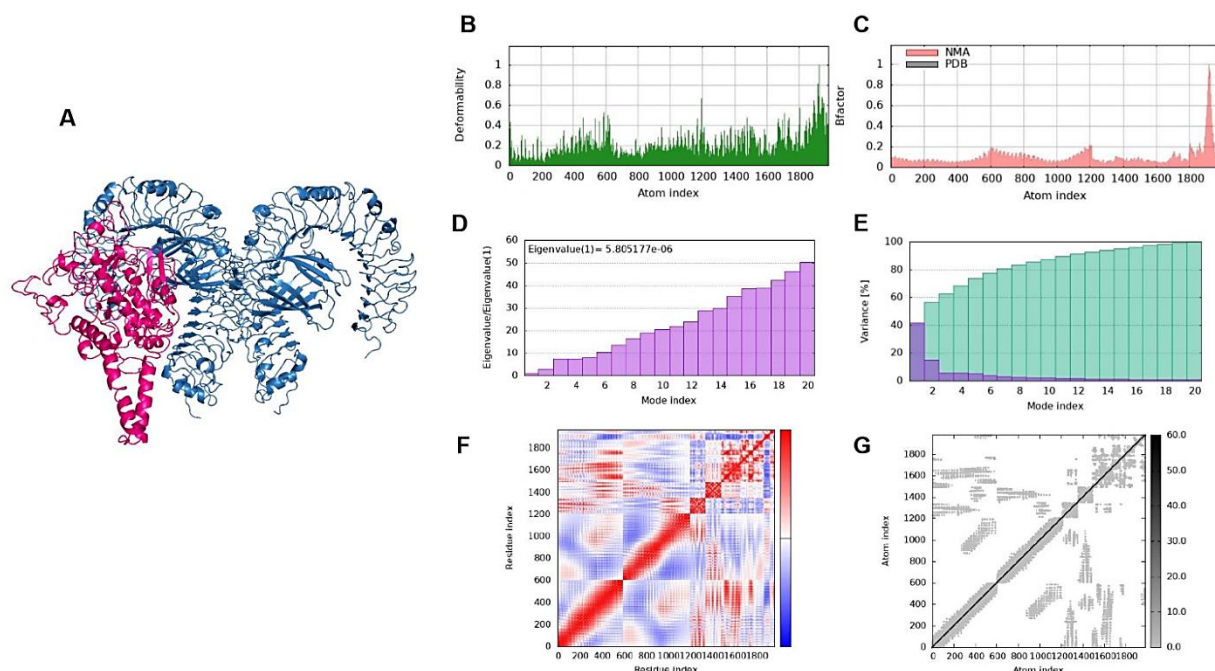 A
B
Deformability
1
0.8
0.6
0.4
0.2
0
0 200 400 600 800 1000 1200 1400 1600 1800
Atom index
C
Bfactor
NMA
PDB
1
0.8
0.6
0.4
0.2
0
0 200 400 600 800 1000 1200 1400 1600 1800
Atom index
D
Eigenvalue(1)= 5.805177e-06
Eigenvalue/Eigenvalue(1)
60
50
40
30
20
10
0
2 4 6 8 10 12 14 16 18 20
Mode index
E
Variance [%]
100
80
60
40
20
0
2 4 6 8 10 12 14 16 18 20
Mode index
F
Residue index
1800
1600
1400
1200
1000
800
600
400
200
0
0 200 400 600 800 1000 1200 1400 1600 1800
Residue index
G
Atom index
1800
1600
1400
1200
1000
800
600
400
200
0
0 200 400 600 800 1000 1200 1400 1600 1800
Atom index
60.0
50.0
40.0
30.0
20.0
10.0
0.0